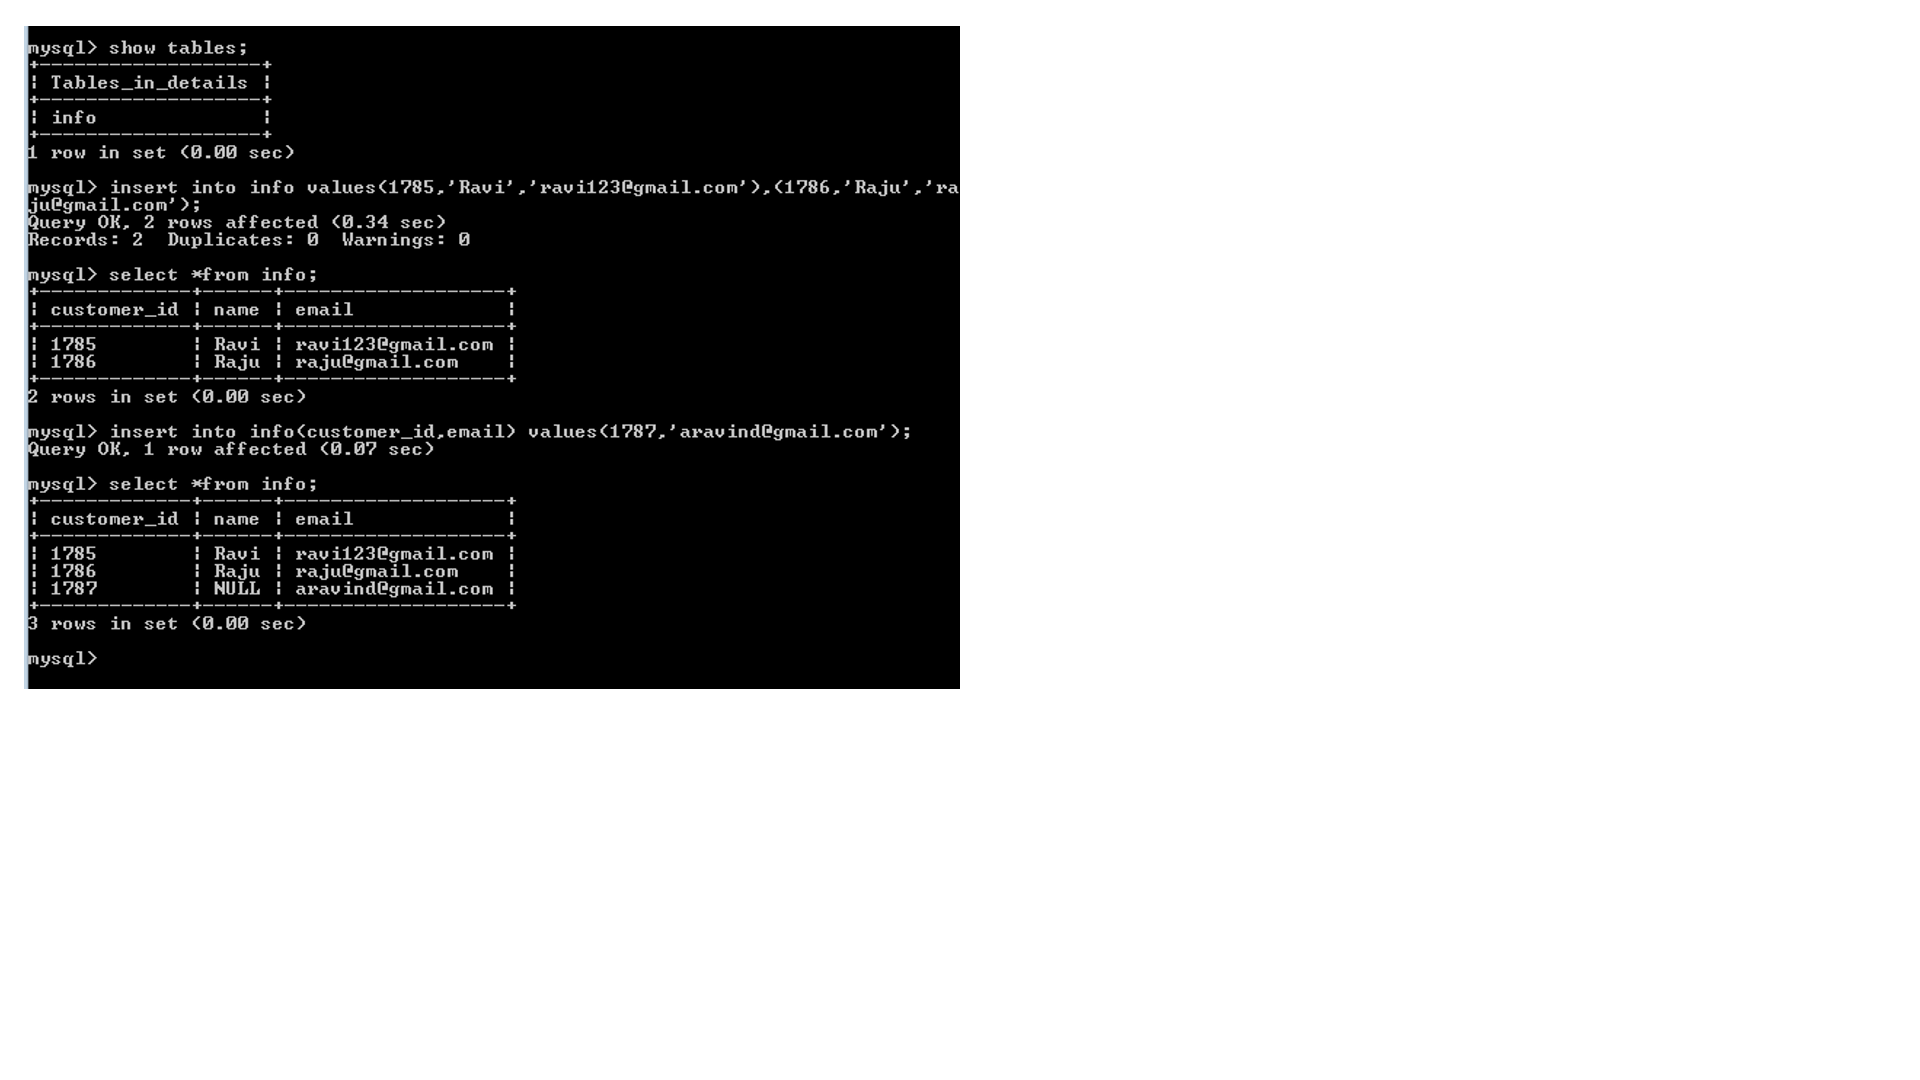 mysql> show tables;
+-------------------+
| Tables_in_details |
+-------------------+
| info              |
+-------------------+
1 row in set (0.00 sec)

mysql> insert into info values(1785,'Ravi','ravi123@gmail.com'),(1786,'Raju','ra
ju@gmail.com');
Query OK, 2 rows affected (0.34 sec)
Records: 2  Duplicates: 0  Warnings: 0

mysql> select *from info;
+-------------+------+-------------------+
| customer_id | name | email             |
+-------------+------+-------------------+
| 1785        | Ravi | ravi123@gmail.com |
| 1786        | Raju | raju@gmail.com    |
+-------------+------+-------------------+
2 rows in set (0.00 sec)

mysql> insert into info(customer_id,email) values(1787,'aravind@gmail.com');
Query OK, 1 row affected (0.07 sec)

mysql> select *from info;
+-------------+------+-------------------+
| customer_id | name | email             |
+-------------+------+-------------------+
| 1785        | Ravi | ravi123@gmail.com |
| 1786        | Raju | raju@gmail.com    |
| 1787        | NULL | aravind@gmail.com |
+-------------+------+-------------------+
3 rows in set (0.00 sec)

mysql>